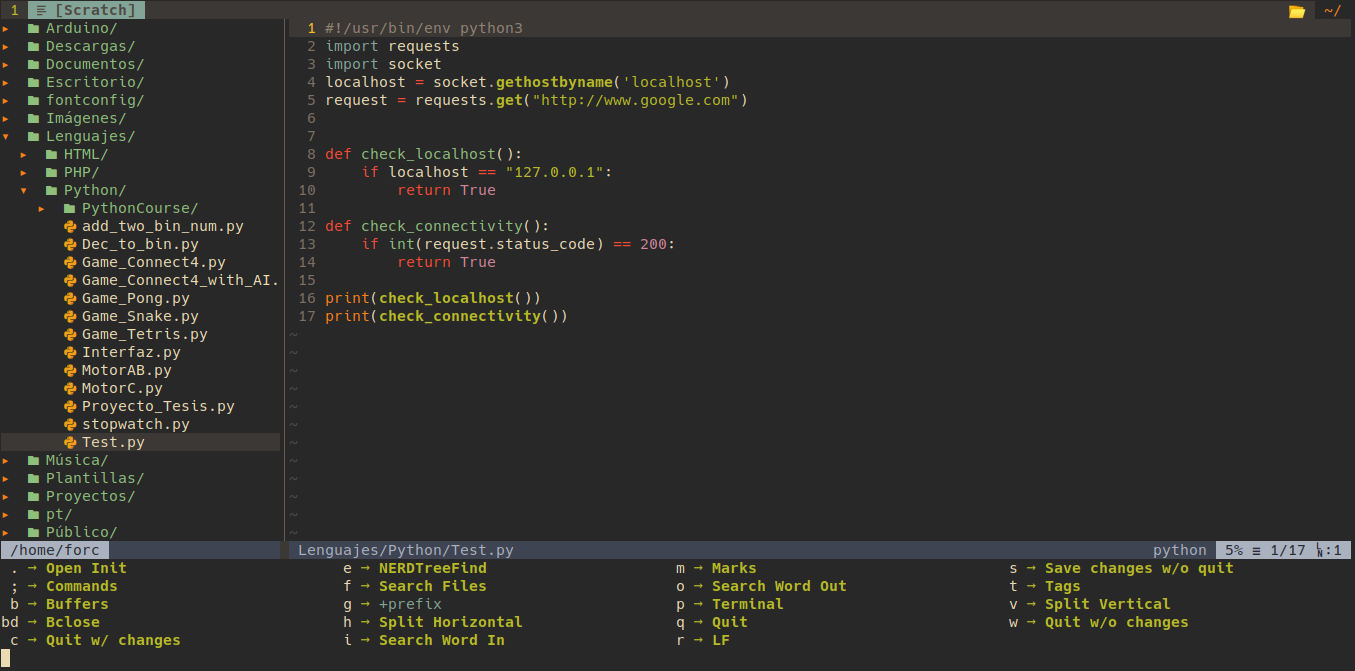 1 [Scratch] ~/
Arduino/
Descargas/
Documentos/
Escritorio/
fontconfig/
Imágenes/
Lenguajes/
HTML/
PHP/
Python/
PythonCourse/
add_two_bin_num.py
Dec_to_bin.py
Game_Connect4.py
Game_Connect4_with_AI.
Game_Pong.py
Game_Snake.py
Game_Tetris.py
Interfaz.py
MotorAB.py
MotorC.py
Proyecto_Tesis.py
stopwatch.py
Test.py
Música/
Plantillas/
Proyectos/
pt/
Público/
/home/forc
1 #!/usr/bin/env python3
2 import requests
3 import socket
4 localhost = socket.gethostbyname('localhost')
5 request = requests.get("http://www.google.com")
6
7
8 def check_localhost():
9     if localhost == "127.0.0.1":
10         return True
11
12 def check_connectivity():
13     if int(request.status_code) == 200:
14         return True
15
16 print(check_localhost())
17 print(check_connectivity())
~
~
~
~
~
~
~
~
~
~
~
~
Lenguajes/Python/Test.py python 5% ≡ 1/17 :1
. → Open Init e → NERDTreeFind m → Marks s → Save changes w/o quit
; → Commands f → Search Files o → Search Word Out t → Tags
b → Buffers g → +prefix p → Terminal v → Split Vertical
bd → Bclose h → Split Horizontal q → Quit w → Quit w/o changes
c → Quit w/ changes i → Search Word In r → LF